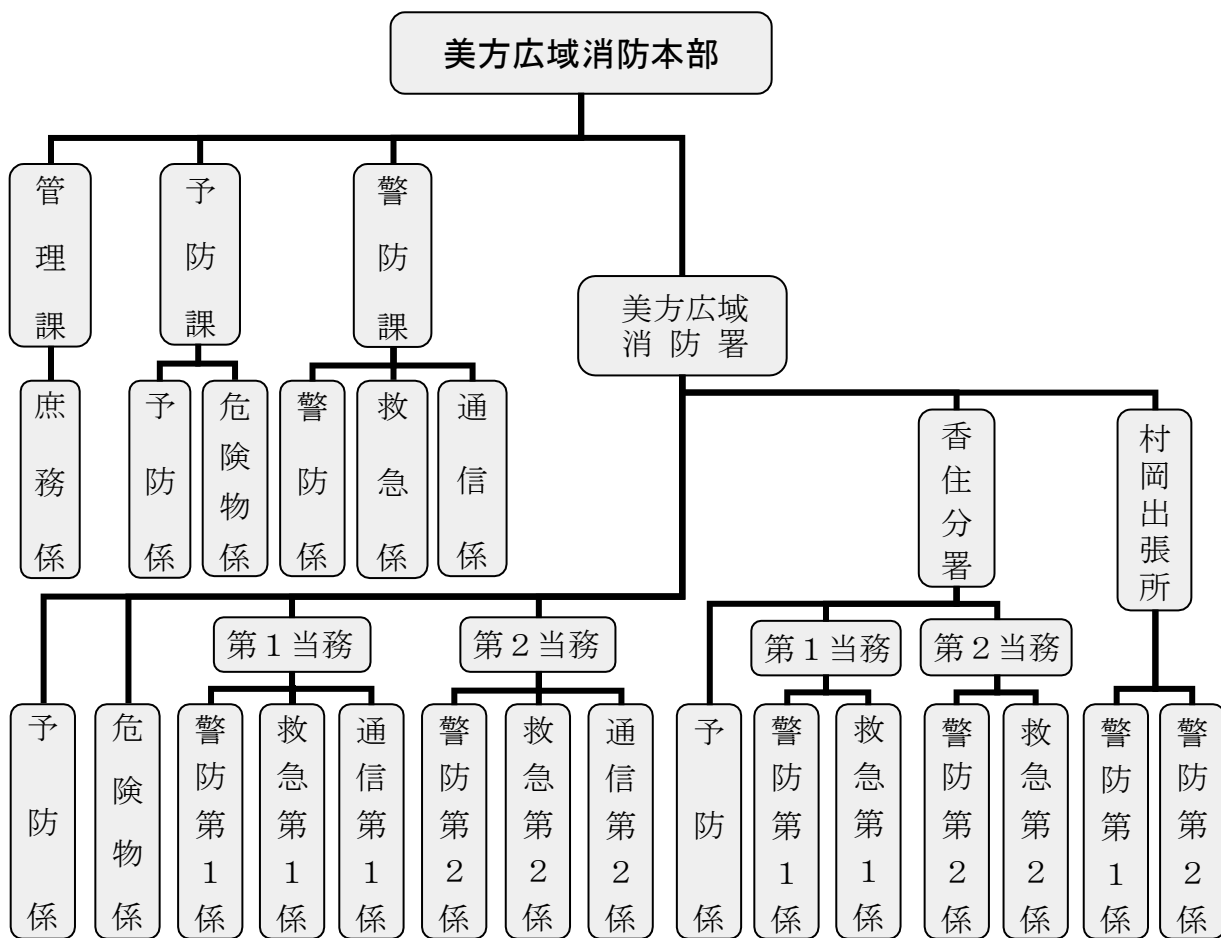 美方広域消防本部
管理課
予防課
警防課
美方広域
消防署
庶務係
予防係
危険物係
警防係
救急係
通信係
香住分署
村岡出張所
第1当務
第2当務
第1当務
第2当務
予防係
危険物係
警防第1係
救急第1係
通信第1係
警防第2係
救急第2係
通信第2係
予防係
警防第1係
救急第1係
警防第2係
救急第2係
警防第1係
警防第2係